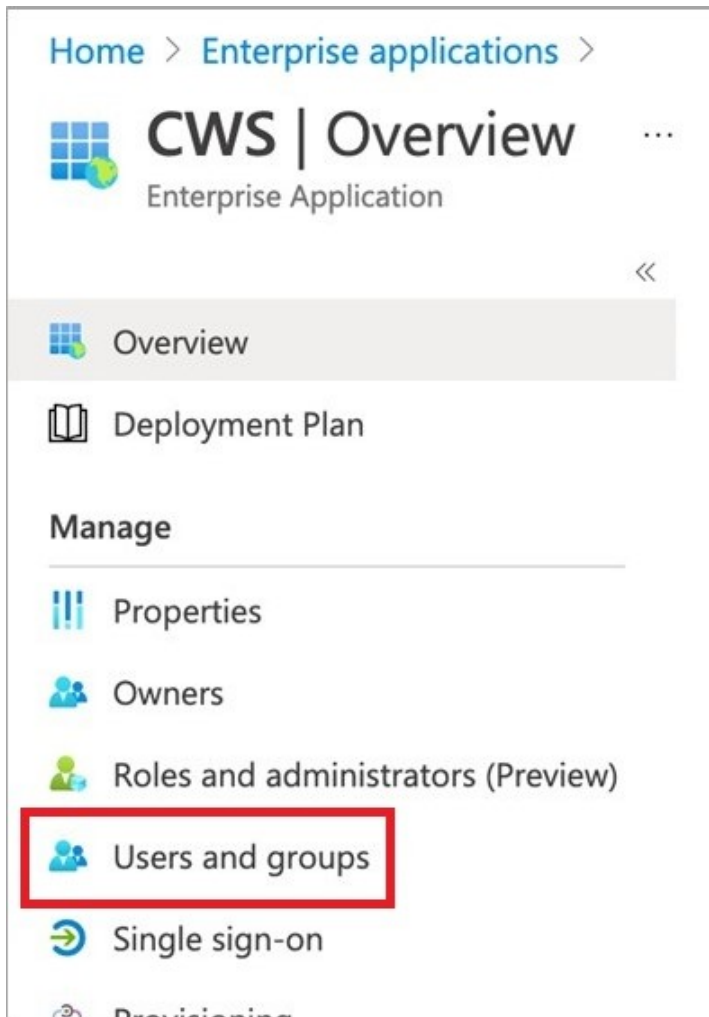 Home > Enterprise applications >
CWS | Overview ...
Enterprise Application
«
Overview
Deployment Plan
Manage
Properties
Owners
Roles and administrators (Preview)
Users and groups
Single sign-on
Provisioning